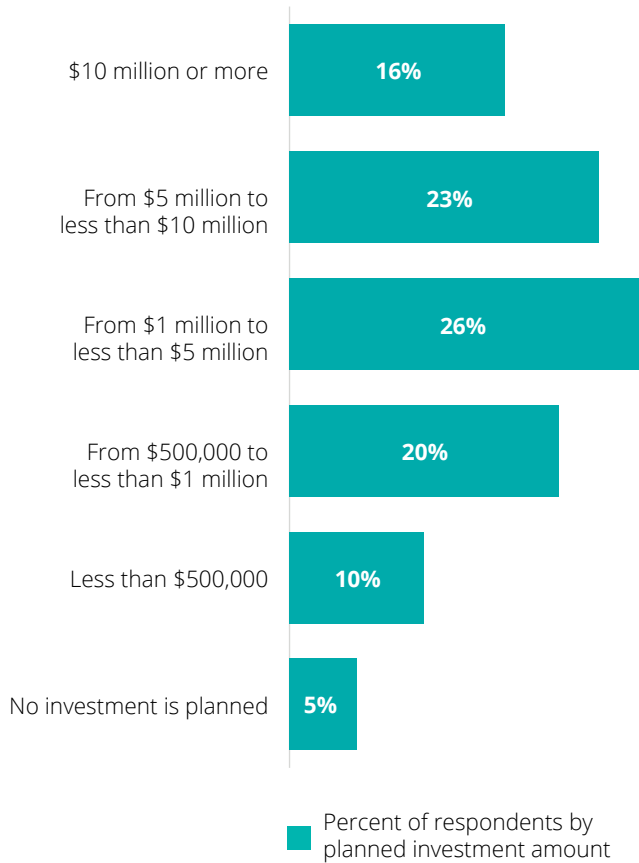 $10 million or more
16%
From $5 million to
less than $10 million
23%
From $1 million to
less than $5 million
26%
From $500,000 to
less than $1 million
20%
Less than $500,000
10%
No investment is planned
5%
Percent of respondents by
planned investment amount